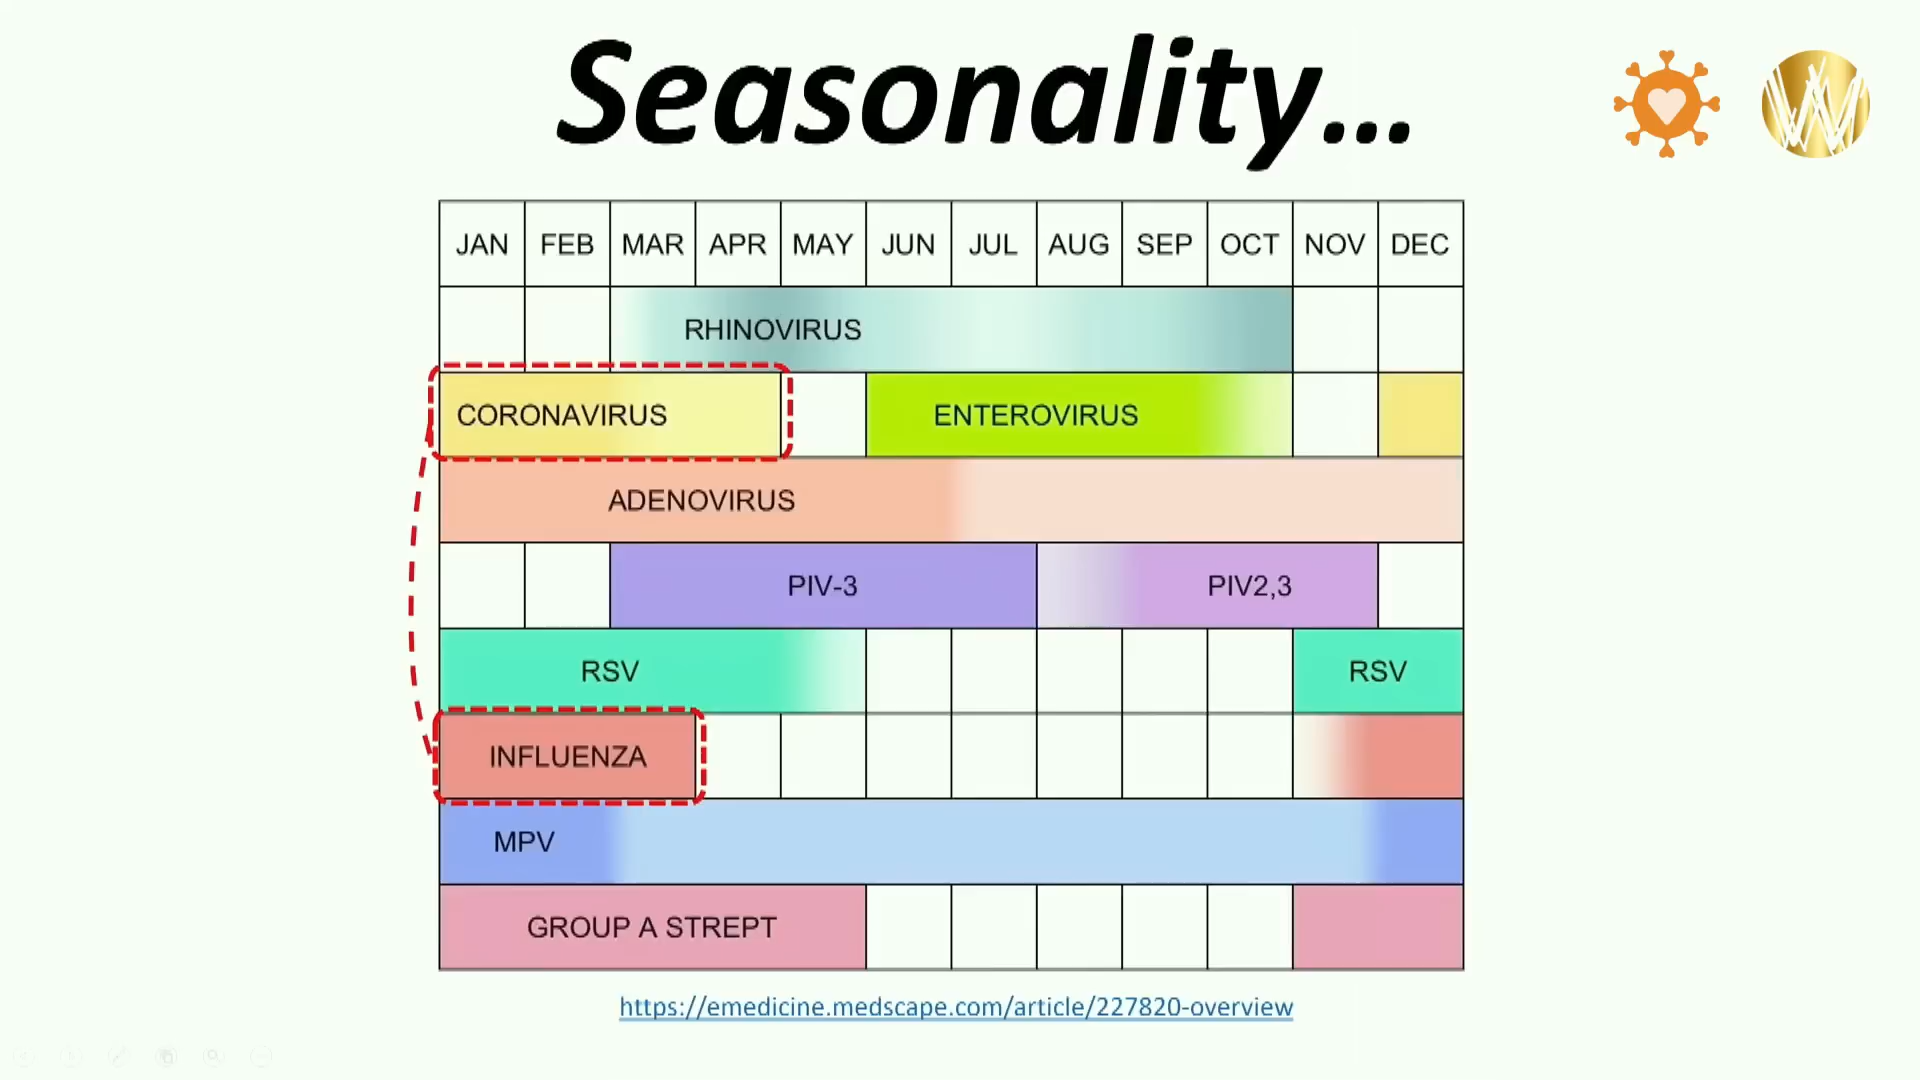 Seasonality...
JAN FEB MAR APR MAY JUN JUL AUG SEP OCT NOV DEC
RHINOVIRUS
CORONAVIRUS ENTEROVIRUS
ADENOVIRUS
PIV-3 PIV2,3
RSV RSV
INFLUENZA
MPV
GROUP A STREPT
https://emedicine.medscape.com/article/227820-overview